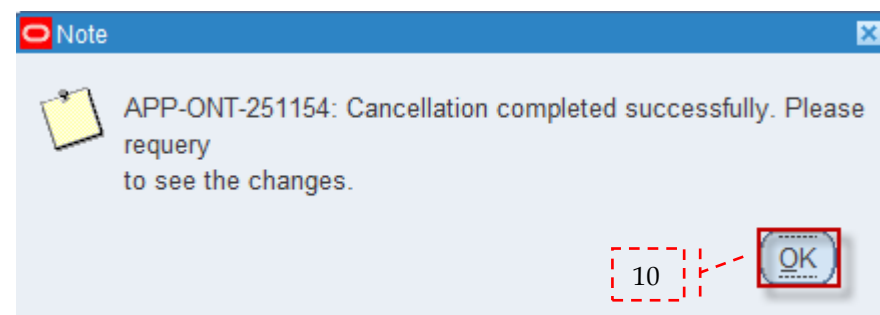 Note
APP-ONT-251154: Cancellation completed successfully. Please
requery
to see the changes.
10
OK